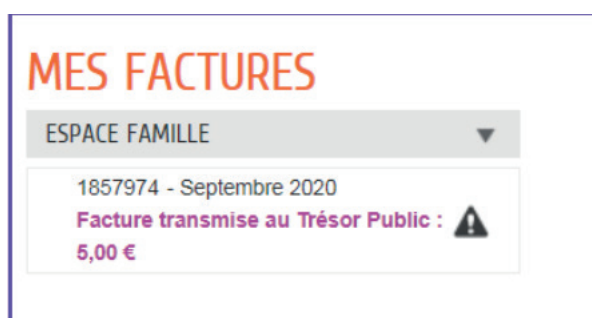 MES FACTURES
ESPACE FAMILLE
1857974 - Septembre 2020
Facture transmise au Trésor Public :
5,00 €